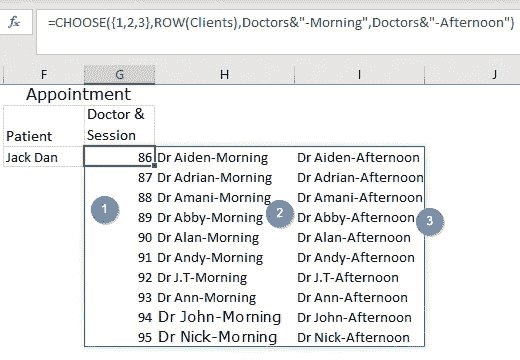 fx =CHOOSE({1,2,3},ROW(Clients),Doctors&"-Morning",Doctors&"-Afternoon")
F G H I J
Appointment
Patient Doctor & Session
Jack Dan 86 Dr Aiden-Morning Dr Aiden-Afternoon
87 Dr Adrian-Morning Dr Adrian-Afternoon
88 Dr Amani-Morning Dr Amani-Afternoon
1 89 Dr Abby-Morning 2 Dr Abby-Afternoon 3
90 Dr Alan-Morning Dr Alan-Afternoon
91 Dr Andy-Morning Dr Andy-Afternoon
92 Dr J.T-Morning Dr J.T-Afternoon
93 Dr Ann-Morning Dr Ann-Afternoon
94 Dr John-Morning Dr John-Afternoon
95 Dr Nick-Morning Dr Nick-Afternoon